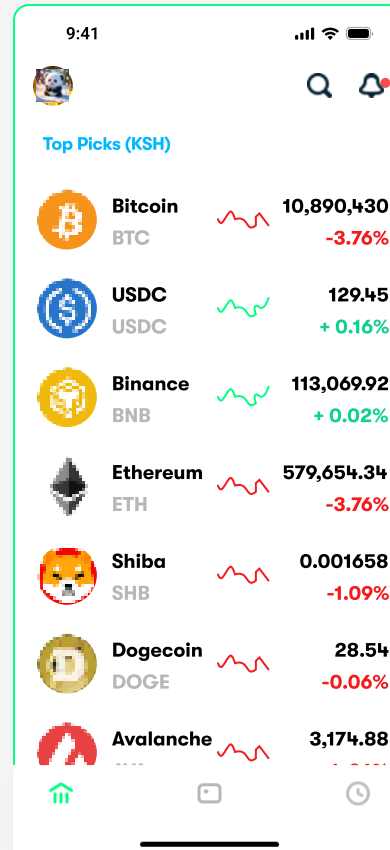 9:41
Top Picks (KSH)
Bitcoin 10,890,430
BTC -3.76%
USDC 129.45
USDC + 0.16%
Binance 113,069.92
BNB + 0.02%
Ethereum 579,654.34
ETH -3.76%
Shiba 0.001658
SHB -1.09%
Dogecoin 28.54
DOGE -0.06%
Avalanche 3,174.88